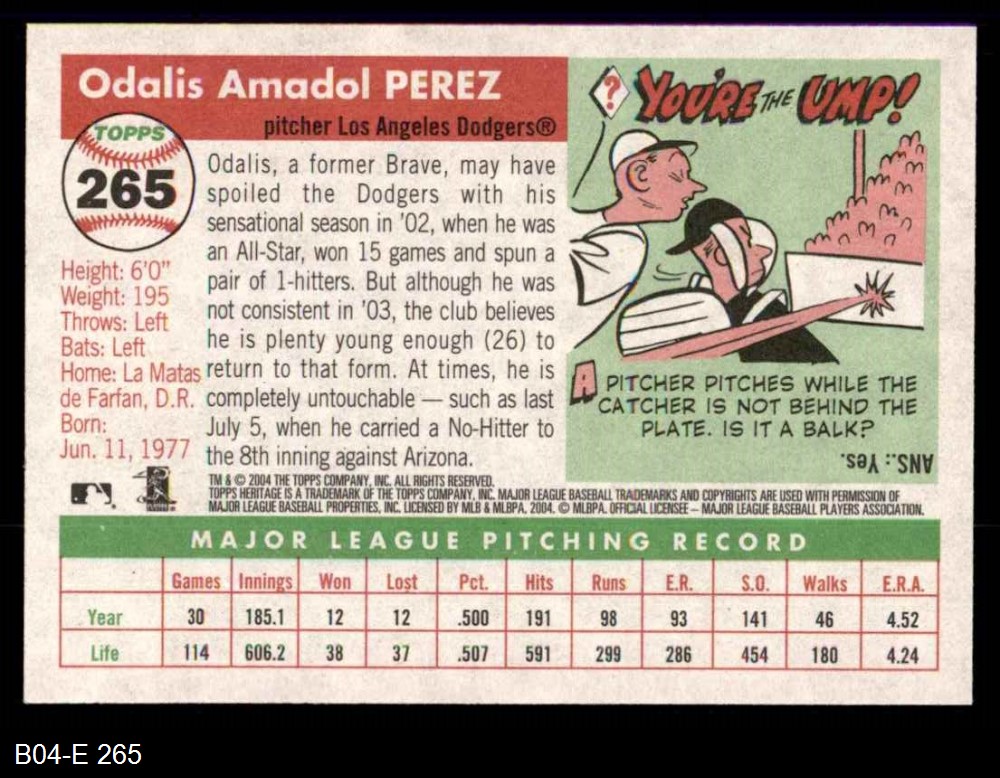 Odalis Amadol PEREZ
pitcher Los Angeles Dodgers®
TOPPS
265
Height: 6'0"
Weight: 195
Throws: Left
Bats: Left
Home: La Matas
de Farfan, D.R.
Born:
Jun. 11, 1977
Odalis, a former Brave, may have
spoiled the Dodgers with his
sensational season in '02, when he was
an All-Star, won 15 games and spun a
pair of 1-hitters. But although he was
not consistent in '03, the club believes
he is plenty young enough (26) to
return to that form. At times, he is
completely untouchable — such as last
July 5, when he carried a No-Hitter to
the 8th inning against Arizona.
?
YOU'RE THE UMP!
A PITCHER PITCHES WHILE THE
CATCHER IS NOT BEHIND THE
PLATE. IS IT A BALK?
ANS.: Yes.
TM & © 2004 THE TOPPS COMPANY, INC. ALL RIGHTS RESERVED.
TOPPS HERITAGE IS A TRADEMARK OF THE TOPPS COMPANY, INC. MAJOR LEAGUE BASEBALL TRADEMARKS AND COPYRIGHTS ARE USED WITH PERMISSION OF
MAJOR LEAGUE BASEBALL PROPERTIES, INC. LICENSED BY MLB & MLBPA. 2004. © MLBPA. OFFICIAL LICENSEE – MAJOR LEAGUE BASEBALL PLAYERS ASSOCIATION.
MAJOR LEAGUE PITCHING RECORD
Games Innings Won Lost Pct. Hits Runs E.R. S.O. Walks E.R.A.
Year 30 185.1 12 12 .500 191 98 93 141 46 4.52
Life 114 606.2 38 37 .507 591 299 286 454 180 4.24
B04-E 265